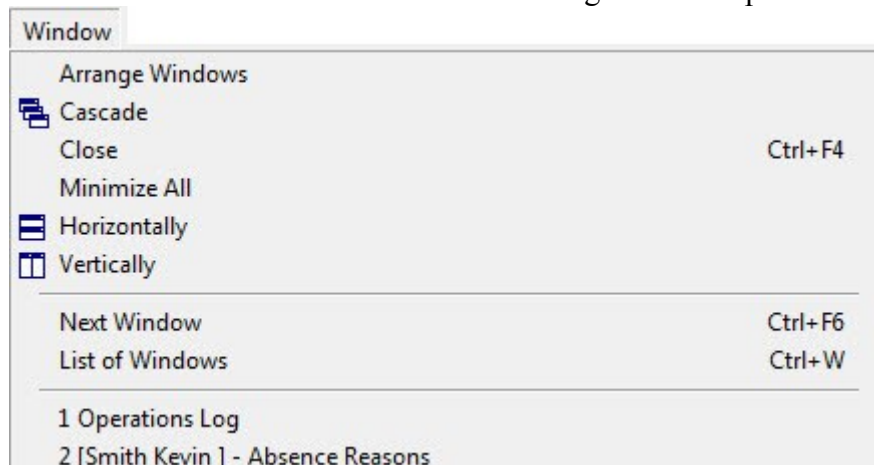 Window
Arrange Windows
Cascade
Close Ctrl+F4
Minimize All
Horizontally
Vertically
Next Window Ctrl+F6
List of Windows Ctrl+W
1 Operations Log
2 [Smith Kevin ] - Absence Reasons